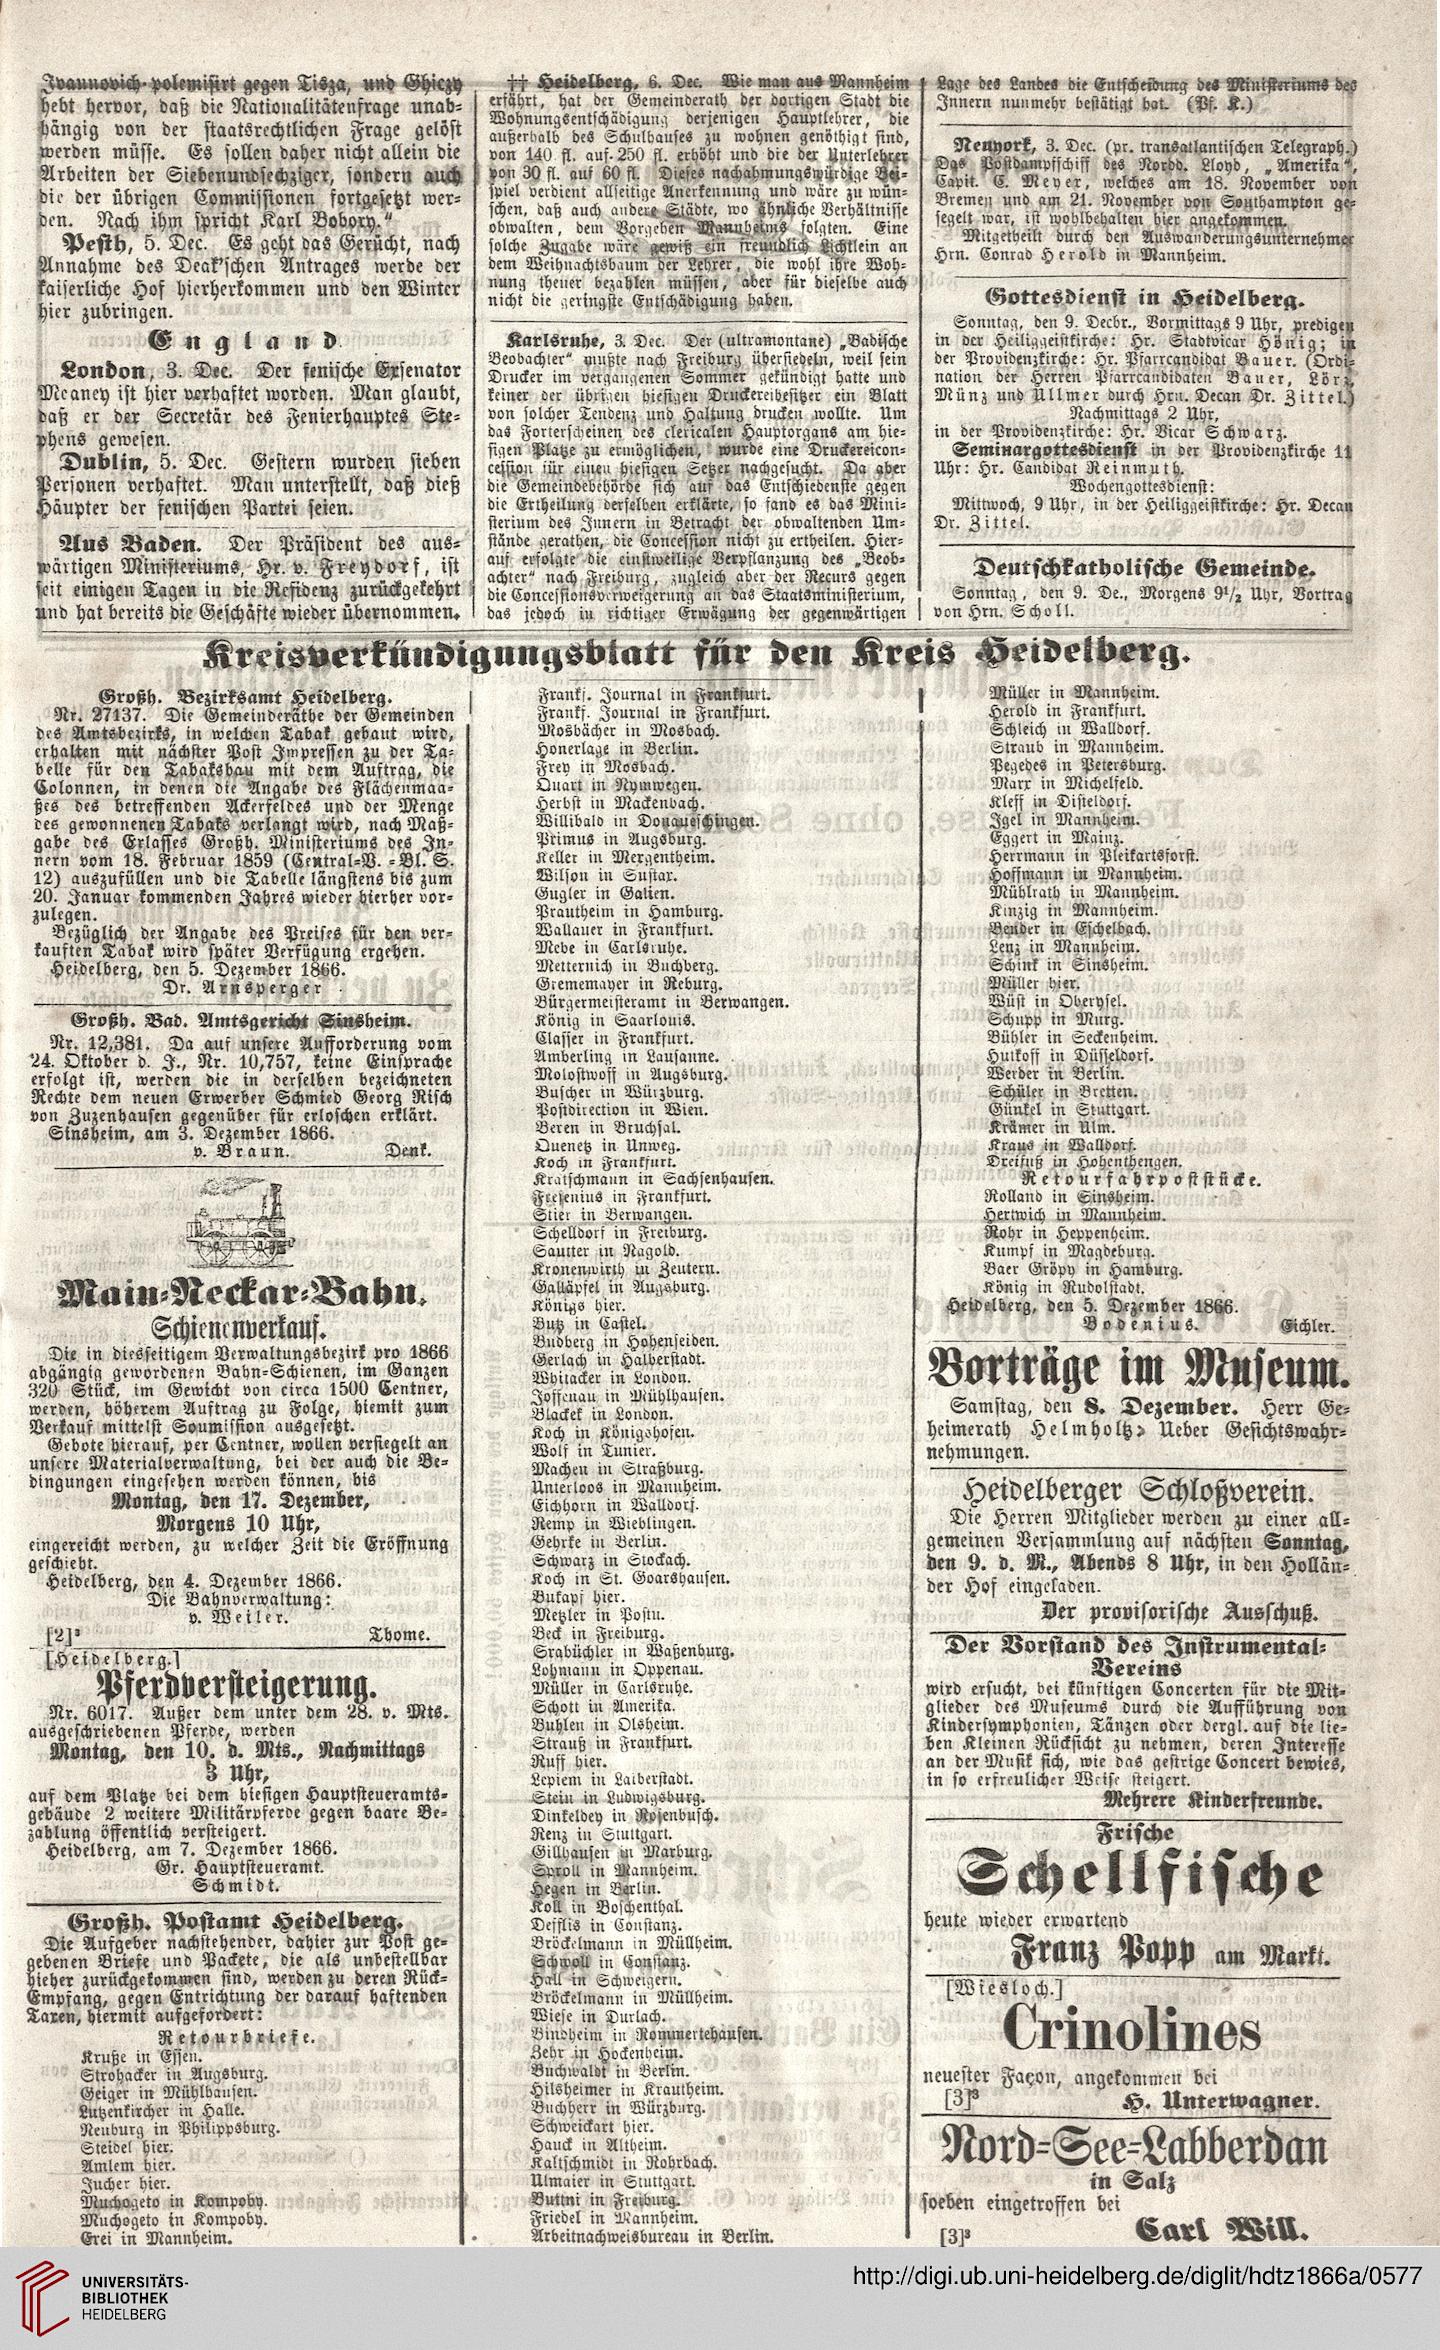 Ivannovich polemisirt gegen Tisza, und Ghiczy
hebt hervor, daß die Nationalitätenfrage unab-
hängig von der staatsrechtlichen Frage gelöst
werden müsse. Es sollen daher nicht allein die
Arbeiten der Siebenundsechziger, sondern auch
die der übrigen Commissionen fortgesetzt wer-
den. Nach ihm spricht Karl Bobory."
Pesth, 5. Dec. Es geht das Gerücht, nach
Annahme des Deak'schen Antrages werde der
kaiserliche Hof hierherkommen und den Winter
hier zubringen.
England
London, 3. Dec. Der fenische Exsenator
Meaney ist hier verhaftet worden. Man glaubt,
daß er der Secretär des Fenierhauptes Ste-
phens gewesen.
Dublin, 5. Dec. Gestern wurden sieben
Personen verhaftet. Man unterstellt, daß dieß
Häupter der fenischen Partei seien.
Aus Baden. Der Präsident des aus-
wärtigen Ministeriums, Hr. v. Freydorf, ist
seit einigen Tagen in die Residenz zurückgekehrt
und hat bereits die Geschäfte wieder übernommen.
†† Heidelberg, 6. Dec. Wie man aus Mannheim
erfährt, hat der Gemeinderath der dortigen Stadt die
Wohnungsentschädigung derjenigen Hauptlehrer, die
außerhalb des Schulhauses zu wohnen genöthigt sind,
von 140 fl. auf 250 fl. erhöht und die der Unterlehrer
von 30 fl. auf 60 fl. Dieses nachahmungswürdige Bei-
spiel verdient allseitige Anerkennung und wäre zu wün-
schen, daß auch andere Städte, wo ähnliche Verhältnisse
obwalten, dem Vorgehen Mannheims folgten. Eine
solche Zugabe wäre gewiß ein freundlich Lichtlein an
dem Weihnachtsbaum der Lehrer, die wohl ihre Woh-
nung theuer bezahlen müssen, aber für dieselbe auch
nicht die geringste Entschädigung haben.
Karlsruhe, 3. Dec. Der (ultramontane) „Badische
Beobachter" mußte nach Freiburg übersiedeln, weil sein
Drucker im vergangenen Sommer gekündigt hatte und
keiner der übrigen hiesigen Druckereibesitzer ein Blatt
von solcher Tendenz und Haltung drucken wollte. Um
das Forterscheinen des clericalen Hauptorgans am hie-
sigen Platze zu ermöglichen, wurde eine Druckereicon-
cession für einen hiesigen Setzer nachgesucht. Da aber
die Gemeindebehörde sich auf das Entschiedenste gegen
die Ertheilung derselben erklärte, so fand es das Mini-
sterium des Innern in Betracht der obwaltenden Um-
stände gerathen, die Concession nicht zu ertheilen. Hier-
auf erfolgte die einstweilige Verpflanzung des „Beob-
achter" nach Freiburg, zugleich aber der Recurs gegen
die Concessionsverweigerung an das Staatsministerium,
das jedoch in richtiger Erwägung der gegenwärtigen
Lage des Landes die Entscheidung des Ministeriums des
Innern nunmehr bestätigt hat. (Pf. K.)
Neuyork, 3. Dec. (pr. transatlantischen Telegraph.)
Das Postdampfschiff des Nordd. Lloyd, „Amerika",
Capit. C. Meyer, welches am 18. November von
Bremen und am 21. November von Southampton ge-
segelt war, ist wohlbehalten hier angekommen.
Mitgetheilt durch den Auswanderungsunternehmer
Hrn. Conrad Herold in Mannheim.
Gottesdienst in Heidelberg.
Sonntag, den 9. Decbr., Vormittags 9 Uhr, predigen
in der Heiliggeistkirche: Hr. Stadtvicar Hönig; in
der Providenzkirche: Hr. Pfarrcandidat Bauer. (Ordi-
nation der Herren Pfarrcandidaten Bauer, Lörz,
Münz und Ullmer durch Hrn. Decan Dr. Zittel.)
Nachmittags 2 Uhr,
in der Providenzkirche: Hr. Vicar Schwarz.
Seminargottesdienst in der Providenzkirche 11
Uhr: Hr. Candidat Reinmuth.
Wochengottesdienst:
Mittwoch, 9 Uhr, in der Heiliggeistkirche: Hr. Decan
Dr. Zittel.
Deutschkatholische Gemeinde.
Sonntag, den 9. De., Morgens 9½ Uhr, Vortrag
von Hrn. Scholl.
Kreisverkündigungsblatt für den Kreis Heidelberg.
Großh. Bezirksamt Heidelberg.
Nr. 27137. Die Gemeinderäthe der Gemeinden
des Amtsbezirks, in welchen Tabak gebaut wird,
erhalten mit nächster Post Impressen zu der Ta-
belle für den Tabaksbau mit dem Auftrag, die
Colonnen, in denen die Angabe des Flächenmaa-
ßes des betreffenden Ackerfeldes und der Menge
des gewonnenen Tabaks verlangt wird, nach Maß-
gabe des Erlasses Großh. Ministeriums des In-
nern vom 18. Februar 1859 (Central-V.-Bl. S.
12) auszufüllen und die Tabelle längstens bis zum
20. Januar kommenden Jahres wieder hierher vor-
zulegen.
Bezüglich der Angabe des Preises für den ver-
kauften Tabak wird später Verfügung ergehen.
Heidelberg, den 5. Dezember 1866.
Dr. Arnsperger
Großh. Bad. Amtsgericht Sinsheim.
Nr. 12,381. Da auf unsere Aufforderung vom
24. Oktober d. J., Nr. 10,757, keine Einsprache
erfolgt ist, werden die in derselben bezeichneten
Rechte dem neuen Erwerber Schmied Georg Risch
von Zuzenhausen gegenüber für erloschen erklärt.
Sinsheim, am 3. Dezember 1866.
v. Braun. Denk.
Main-Neckar-Bahn.
Schienenverkauf.
Die in diesseitigem Verwaltungsbezirk pro 1866
abgängig gewordenen Bahn-Schienen, im Ganzen
320 Stück, im Gewicht von circa 1500 Centner,
werden, höherem Auftrag zu Folge, hiemit zum
Verkauf mittelst Soumission ausgesetzt.
Gebote hierauf, per Centner, wollen versiegelt an
unsere Materialverwaltung, bei der auch die Be-
dingungen eingesehen werden können, bis
Montag, den 17. Dezember,
Morgens 10 Uhr,
eingereicht werden, zu welcher Zeit die Eröffnung
geschieht.
Heidelberg, den 4. Dezember 1866.
Die Bahnverwaltung:
v. Weiler.
[2]² Thome.
[Heidelberg.]
Pferdversteigerung.
Nr. 6017. Außer dem unter dem 28. v. Mts.
ausgeschriebenen Pferde, werden
Montag, den 10. d. Mts., Nachmittags
3 Uhr,
auf dem Platze bei dem hiesigen Hauptsteueramts-
gebäude 2 weitere Militärpferde gegen baare Be-
zahlung öffentlich versteigert.
Heidelberg, am 7. Dezember 1866.
Gr. Hauptsteueramt.
Schmidt.
Großh. Postamt Heidelberg.
Die Aufgeber nachstehender, dahier zur Post ge-
gebenen Briefe und Packete, die als unbestellbar
hieher zurückgekommen sind, werden zu deren Rück-
Empfang, gegen Entrichtung der darauf haftenden
Taxen, hiermit aufgefordert:
Retourbriefe.
Kruße in Essen.
Strohacker in Augsburg.
Geiger in Mühlhausen.
Lutzenkircher in Halle.
Neuburg in Philippsburg.
Steidel hier.
Amlem hier.
Jucher hier.
Muchogeto in Kompoby.
Muchogeto in Kompoby.
Erei in Mannheim.
Frankf. Journal in Frankfurt.
Frankf. Journal in Frankfurt.
Mosbächer in Mosbach.
Honerlage in Berlin.
Frey in Mosbach.
Quart in Nymwegen.
Herbst in Mackenbach.
Willibald in Donaueschingen.
Primus in Augsburg.
Keller in Mergentheim.
Wilson in Sustax.
Gugler in Galien.
Prautheim in Hamburg.
Wallauer in Frankfurt.
Mebe in Carlsruhe.
Metternich in Buchberg.
Grememayer in Reburg.
Bürgermeisteramt in Berwangen.
König in Saarlouis.
Classer in Frankfurt.
Amberling in Lausanne.
Molostwoff in Augsburg.
Buscher in Würzburg.
Postdirection in Wien.
Beren in Bruchsal.
Quenetz in Unweg.
Koch in Frankfurt.
Kratschmann in Sachsenhausen.
Fresenius in Frankfurt.
Stier in Berwangen.
Schelldorf in Freiburg.
Sautter in Nagold.
Kronenwirth in Zeutern.
Galläpfel in Augsburg.
Königs hier.
Butz in Castel.
Budberg in Hohenseiden.
Gerlach in Halberstadt.
Whitacker in London.
Joffenau in Mühlhausen.
Blackek in London.
Koch in Königshofen.
Wolf in Tunier.
Machen in Straßburg.
Unterloos in Mannheim.
Eichhorn in Walldorf.
Remp in Wieblingen.
Gehrke in Berlin.
Schwarz in Stockach.
Koch in St. Goarshausen.
Bukapf hier.
Metzler in Postu.
Beck in Freiburg.
Srabüchler in Waßenburg.
Lohmann in Oppenau.
Müller in Carlsruhe.
Schott in Amerika.
Buhlen in Olsheim.
Strauß in Frankfurt.
Ruff hier.
Lepiem in Laiberstadt.
Stein in Ludwigsburg.
Dinkeldey in Rosenbusch.
Renz in Stuttgart.
Gillhausen in Marburg.
Sproll in Mannheim.
Hegen in Berlin.
Koll in Boschenthal.
Defflis in Constanz.
Bröckelmann in Müllheim.
Schwoll in Constanz.
Hall in Schweigern.
Bröckelmann in Müllheim.
Wiese in Durlach.
Bindheim in Rommertehausen.
Zehr in Hockenheim.
Buchwaldt in Berlin.
Hilsheimer in Krautheim.
Buchherr in Würzburg.
Schweickart hier.
Hauck in Altheim.
Kaltschmidt in Rohrbach.
Ulmaier in Stuttgart.
Buttni in Freiburg.
Friedel in Mannheim.
Arbeitnachweisbureau in Berlin.
Müller in Mannheim.
Herold in Frankfurt.
Schleich in Walldorf.
Straub in Mannheim.
Pegedes in Petersburg.
Marx in Michelfeld.
Kleff in Disteldorf.
Igel in Mannheim.
Eggert in Mainz.
Herrmann in Pleikartsforst.
Hoffmann in Mannheim.
Mühlrath in Mannheim.
Kinzig in Mannheim.
Bender in Eschelbach.
Lenz in Mannheim.
Schink in Sinsheim.
Müller hier.
Wüst in Oberysel.
Schupp in Murg.
Bühler in Seckenheim.
Hutkoff in Düsseldorf.
Werder in Berlin.
Schüler in Bretten.
Günkel in Stuttgart.
Krämer in Ulm.
Kraus in Walldorf.
Dreifuß in Hohenthengen.
Retourfahrpoststücke.
Rolland in Sinsheim.
Hertwich in Mannheim.
Rohr in Heppenheim.
Kumpf in Magdeburg.
Baer Gröpy in Hamburg.
König in Rudolstadt.
Heidelberg, den 5. Dezember 1866.
Bodenius. Eichler.
Vorträge im Museum.
Samstag, den 8. Dezember. Herr Ge-
heimerath Helmholtz: Ueber Gesichtswahr-
nehmungen.
Heidelberger Schloßverein.
Die Herren Mitglieder werden zu einer all-
gemeinen Versammlung auf nächsten Sonntag,
den 9. d. M., Abends 8 Uhr, in den Hollän-
der Hof eingeladen.
Der provisorische Ausschuß.
Der Vorstand des Instrumental-
Vereins
wird ersucht, bei künftigen Concerten für die Mit-
glieder des Museums durch die Aufführung von
Kindersymphonien, Tänzen oder dergl. auf die lie-
ben Kleinen Rücksicht zu nehmen, deren Interesse
an der Musik sich, wie das gestrige Concert bewies,
in so erfreulicher Weise steigert.
Mehrere Kinderfreunde.
Frische
Schellfische
heute wieder erwartend
Franz Popp am Markt.
[Wiesloch.]
Crinolines
neuester Façon, angekommen bei
[3]³ H. Unterwagner.
Nord-See-Labberdan
in Salz
soeben eingetroffen bei
[3]³ Carl Will.
UNIVERSITÄTS-
BIBLIOTHEK
HEIDELBERG
http://digi.ub.uni-heidelberg.de/diglit/hdtz1866a/0577